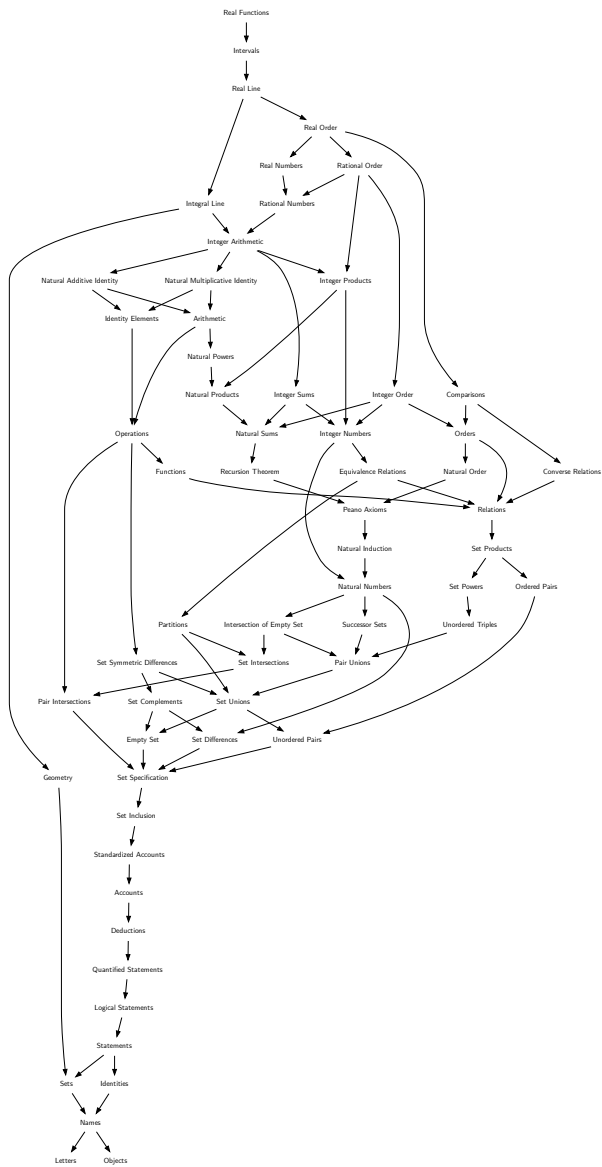 Real Functions
Intervals
Real Line
Real Order
Real Numbers
Rational Order
Integral Line
Rational Numbers
Integer Arithmetic
Natural Additive Identity
Natural Multiplicative Identity
Integer Products
Identity Elements
Arithmetic
Natural Powers
Natural Products
Integer Sums
Integer Order
Comparisons
Operations
Natural Sums
Integer Numbers
Orders
Functions
Recursion Theorem
Equivalence Relations
Natural Order
Converse Relations
Peano Axioms
Relations
Natural Induction
Set Products
Natural Numbers
Set Powers
Ordered Pairs
Partitions
Intersection of Empty Set
Successor Sets
Unordered Triples
Set Symmetric Differences
Set Intersections
Pair Unions
Pair Intersections
Set Complements
Set Unions
Empty Set
Set Differences
Unordered Pairs
Geometry
Set Specification
Set Inclusion
Standardized Accounts
Accounts
Deductions
Quantified Statements
Logical Statements
Statements
Sets
Identities
Names
Letters
Objects